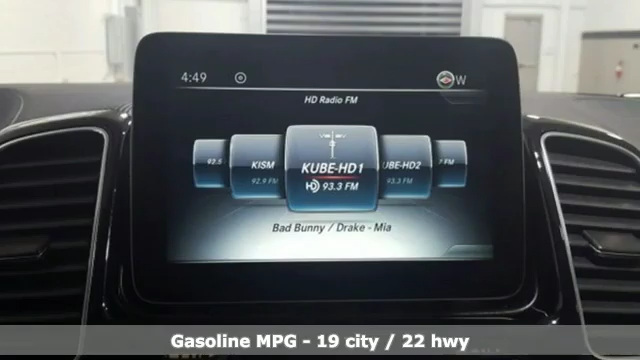 4:49
W
HD Radio FM
92.5
KISM
92.9 FM
KUBE-HD1
HD 93.3 FM
UBE-HD2
93.3 FM
7 FM
Bad Bunny / Drake - Mia
Gasoline MPG - 19 city / 22 hwy